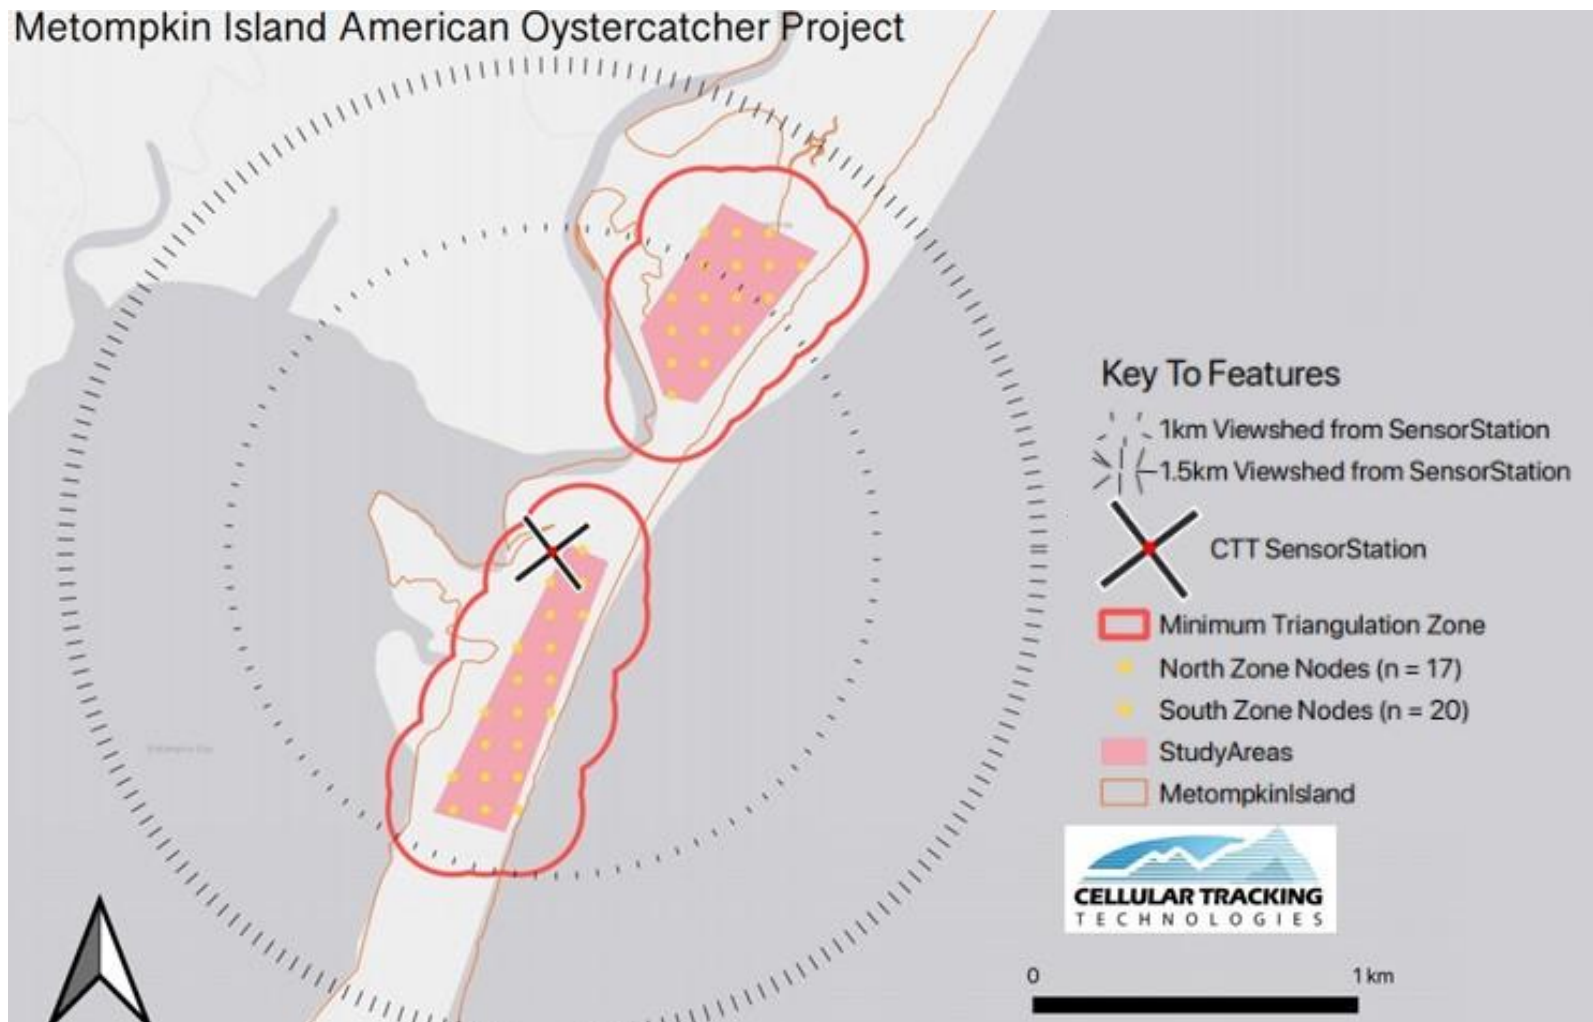 Metompkin Island American Oystercatcher Project
Key To Features
1km Viewshed from SensorStation
1.5km Viewshed from SensorStation
CTT SensorStation
Minimum Triangulation Zone
North Zone Nodes (n = 17)
South Zone Nodes (n = 20)
StudyAreas
MetompkinIsland
CELLULAR TRACKING
TECHNOLOGIES
0 1 km